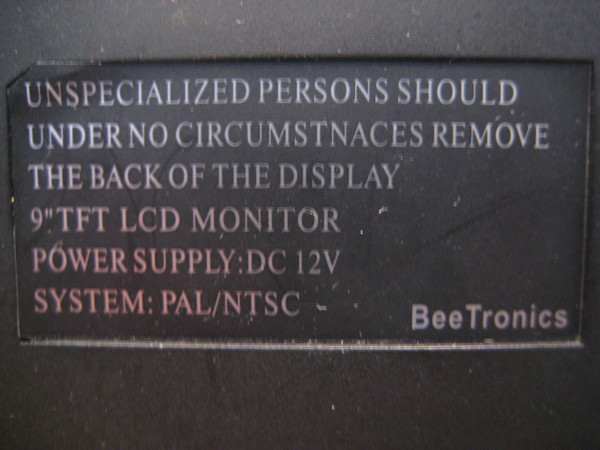 UNSPECIALIZED PERSONS SHOULD
UNDER NO CIRCUMSTNACES REMOVE
THE BACK OF THE DISPLAY
9" TFT LCD MONITOR
POWER SUPPLY:DC 12V
SYSTEM: PAL/NTSC
BeeTronics